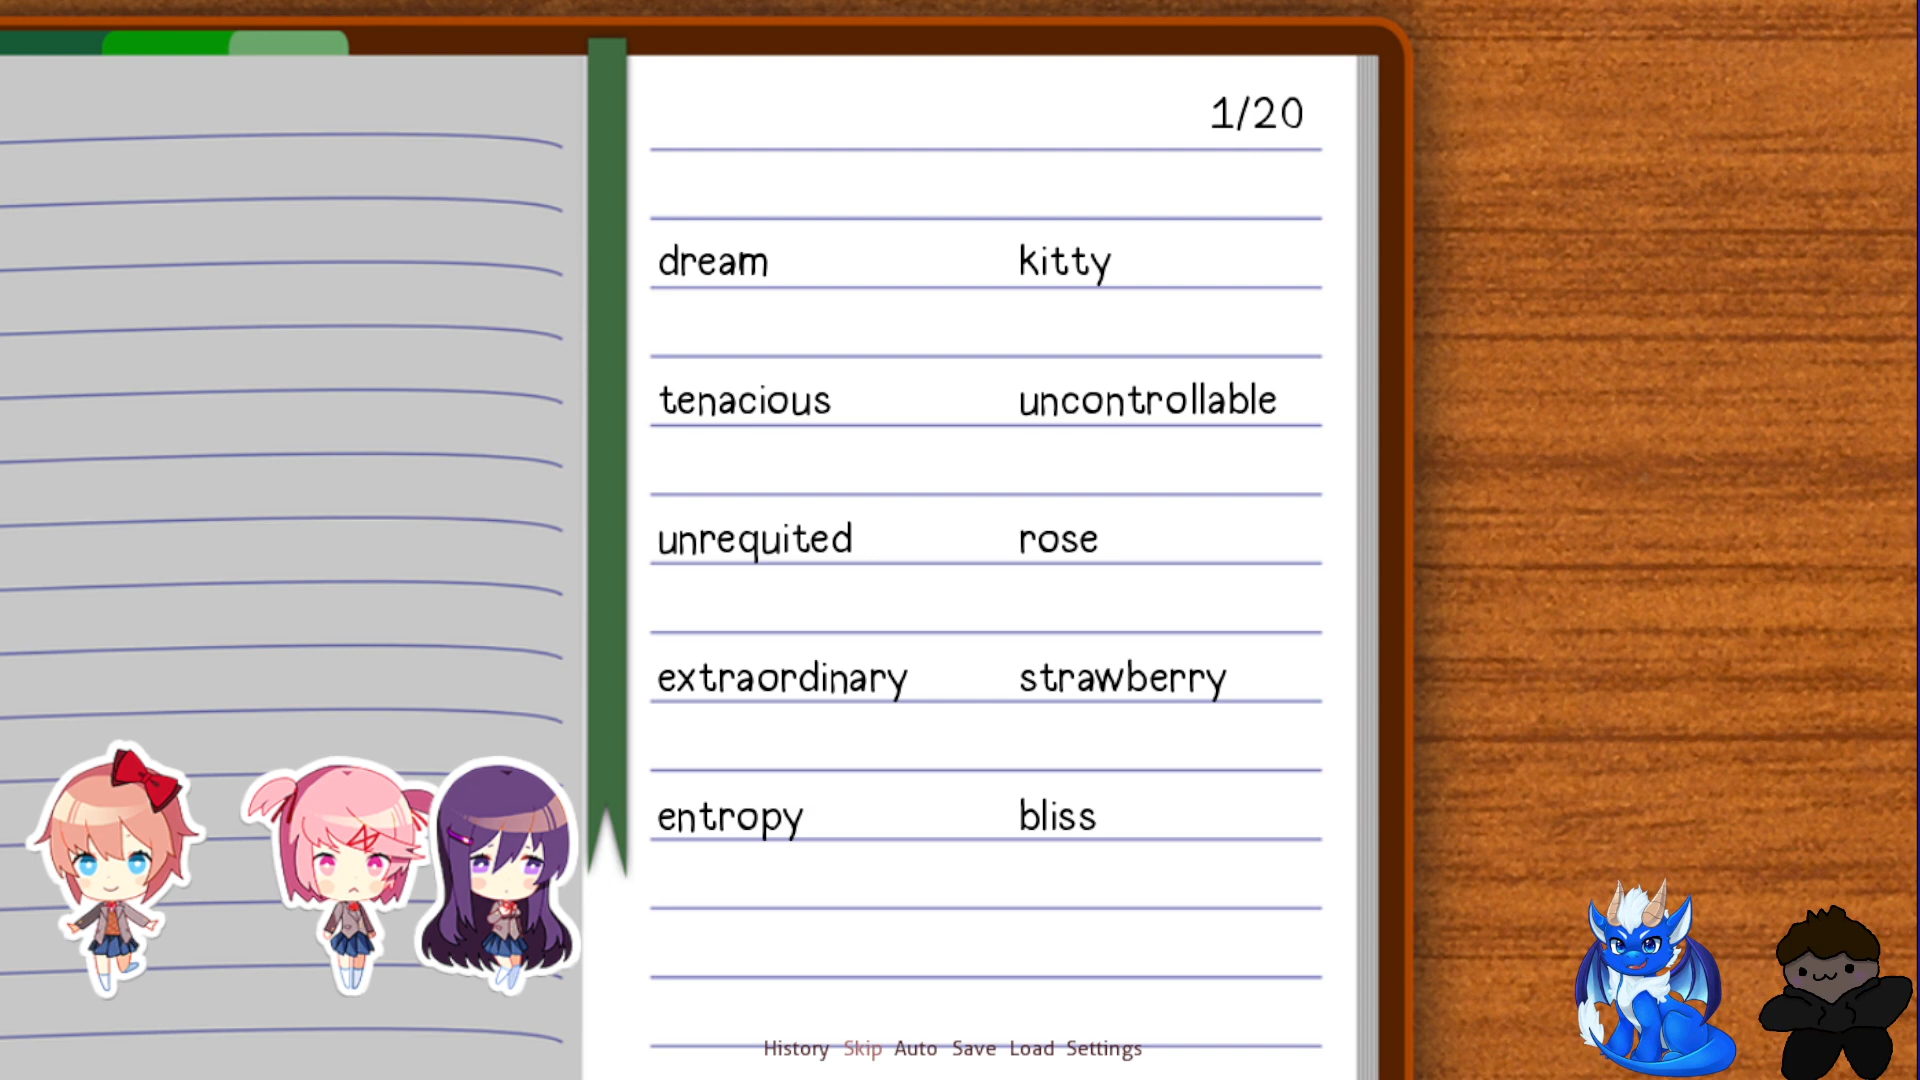 1/20
dream kitty
tenacious uncontrollable
unrequited rose
extraordinary strawberry
entropy bliss
History Skip Auto Save Load Settings